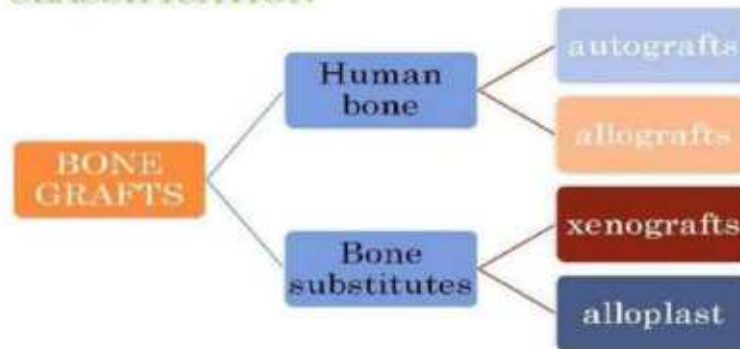 BONE
GRAFTS
Human
bone
autografts
allografts
Bone
substitutes
xenografts
alloplast